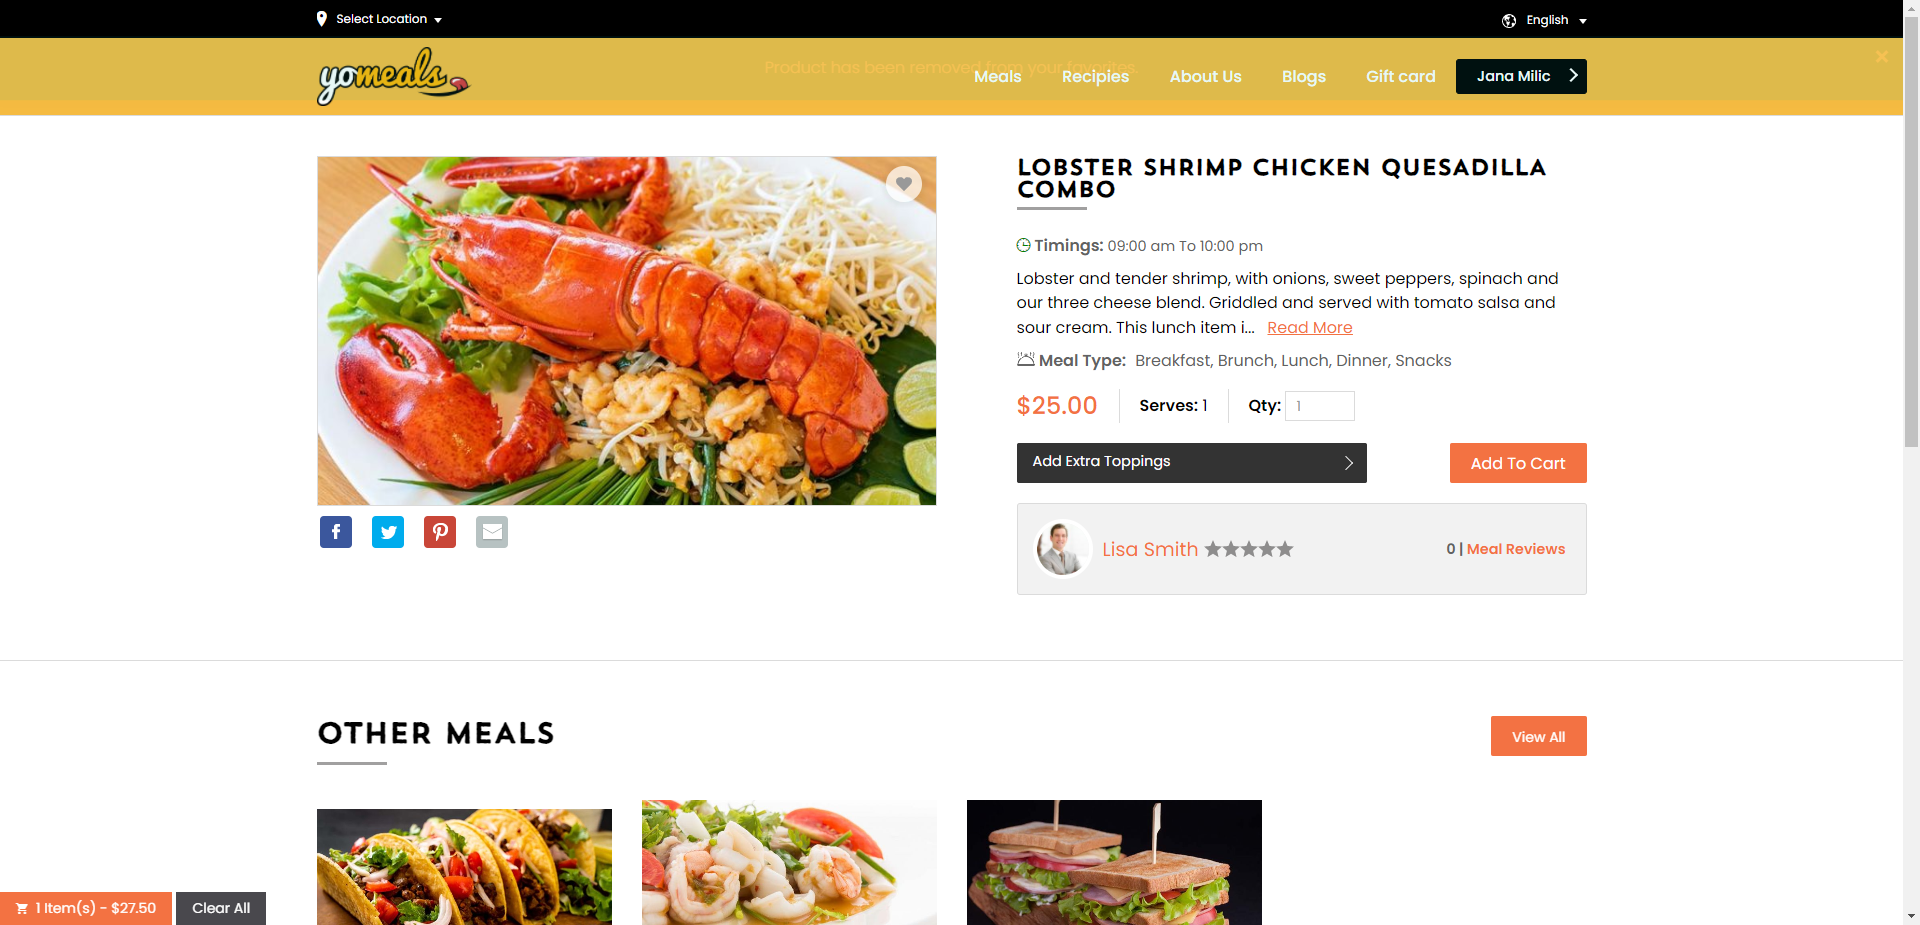 Select Location
English
yomeals
Product has been removed from your favorites.
Meals
Recipies
About Us
Blogs
Gift card
Jana Milic
LOBSTER SHRIMP CHICKEN QUESADILLA
COMBO
Timings: 09:00 am To 10:00 pm
Lobster and tender shrimp, with onions, sweet peppers, spinach and
our three cheese blend. Griddled and served with tomato salsa and
sour cream. This lunch item i... Read More
Meal Type: Breakfast, Brunch, Lunch, Dinner, Snacks
$25.00
Serves: 1
Qty: 1
Add Extra Toppings
Add To Cart
Lisa Smith
0 | Meal Reviews
OTHER MEALS
View All
1 Item(s) - $27.50
Clear All